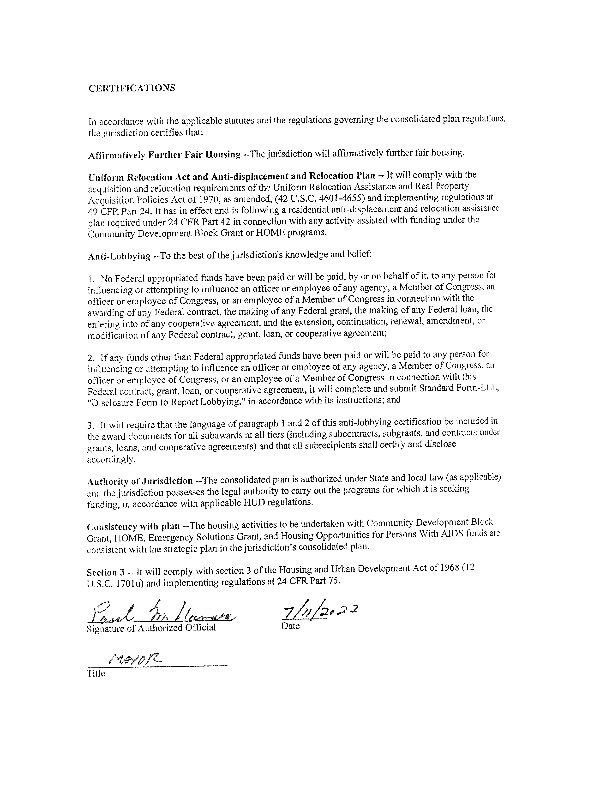 CERTIFICATIONS
In accordance with the applicable statutes and the regulations governing the consolidated plan regulations,
the jurisdiction certifies that:
Affirmatively Further Fair Housing --The jurisdiction will affirmatively further fair housing.
Uniform Relocation Act and Anti-displacement and Relocation Plan -- It will comply with the
acquisition and relocation requirements of the Uniform Relocation Assistance and Real Property
Acquisition Policies Act of 1970, as amended, (42 U.S.C. 4601-4655) and implementing regulations at
49 CFR Part 24. It has in effect and is following a residential anti-displacement and relocation assistance
plan required under 24 CFR Part 42 in connection with any activity assisted with funding under the
Community Development Block Grant or HOME programs.
Anti-Lobbying --To the best of the jurisdiction's knowledge and belief:
1. No Federal appropriated funds have been paid or will be paid, by or on behalf of it, to any person for
influencing or attempting to influence an officer or employee of any agency, a Member of Congress, an
officer or employee of Congress, or an employee of a Member of Congress in connection with the
awarding of any Federal contract, the making of any Federal grant, the making of any Federal loan, the
entering into of any cooperative agreement, and the extension, continuation, renewal, amendment, or
modification of any Federal contract, grant, loan, or cooperative agreement;
2. If any funds other than Federal appropriated funds have been paid or will be paid to any person for
influencing or attempting to influence an officer or employee of any agency, a Member of Congress, an
officer or employee of Congress, or an employee of a Member of Congress in connection with this
Federal contract, grant, loan, or cooperative agreement, it will complete and submit Standard Form-LLL,
"Disclosure Form to Report Lobbying," in accordance with its instructions; and
3. It will require that the language of paragraph 1 and 2 of this anti-lobbying certification be included in
the award documents for all subawards at all tiers (including subcontracts, subgrants, and contracts under
grants, loans, and cooperative agreements) and that all subrecipients shall certify and disclose
accordingly.
Authority of Jurisdiction --The consolidated plan is authorized under State and local law (as applicable)
and the jurisdiction possesses the legal authority to carry out the programs for which it is seeking
funding, in accordance with applicable HUD regulations.
Consistency with plan --The housing activities to be undertaken with Community Development Block
Grant, HOME, Emergency Solutions Grant, and Housing Opportunities for Persons With AIDS funds are
consistent with the strategic plan in the jurisdiction's consolidated plan.
Section 3 -- It will comply with section 3 of the Housing and Urban Development Act of 1968 (12
U.S.C. 1701u) and implementing regulations at 24 CFR Part 75.
Paul M. 7/11/2022
Signature of Authorized Official Date
MAYOR
Title